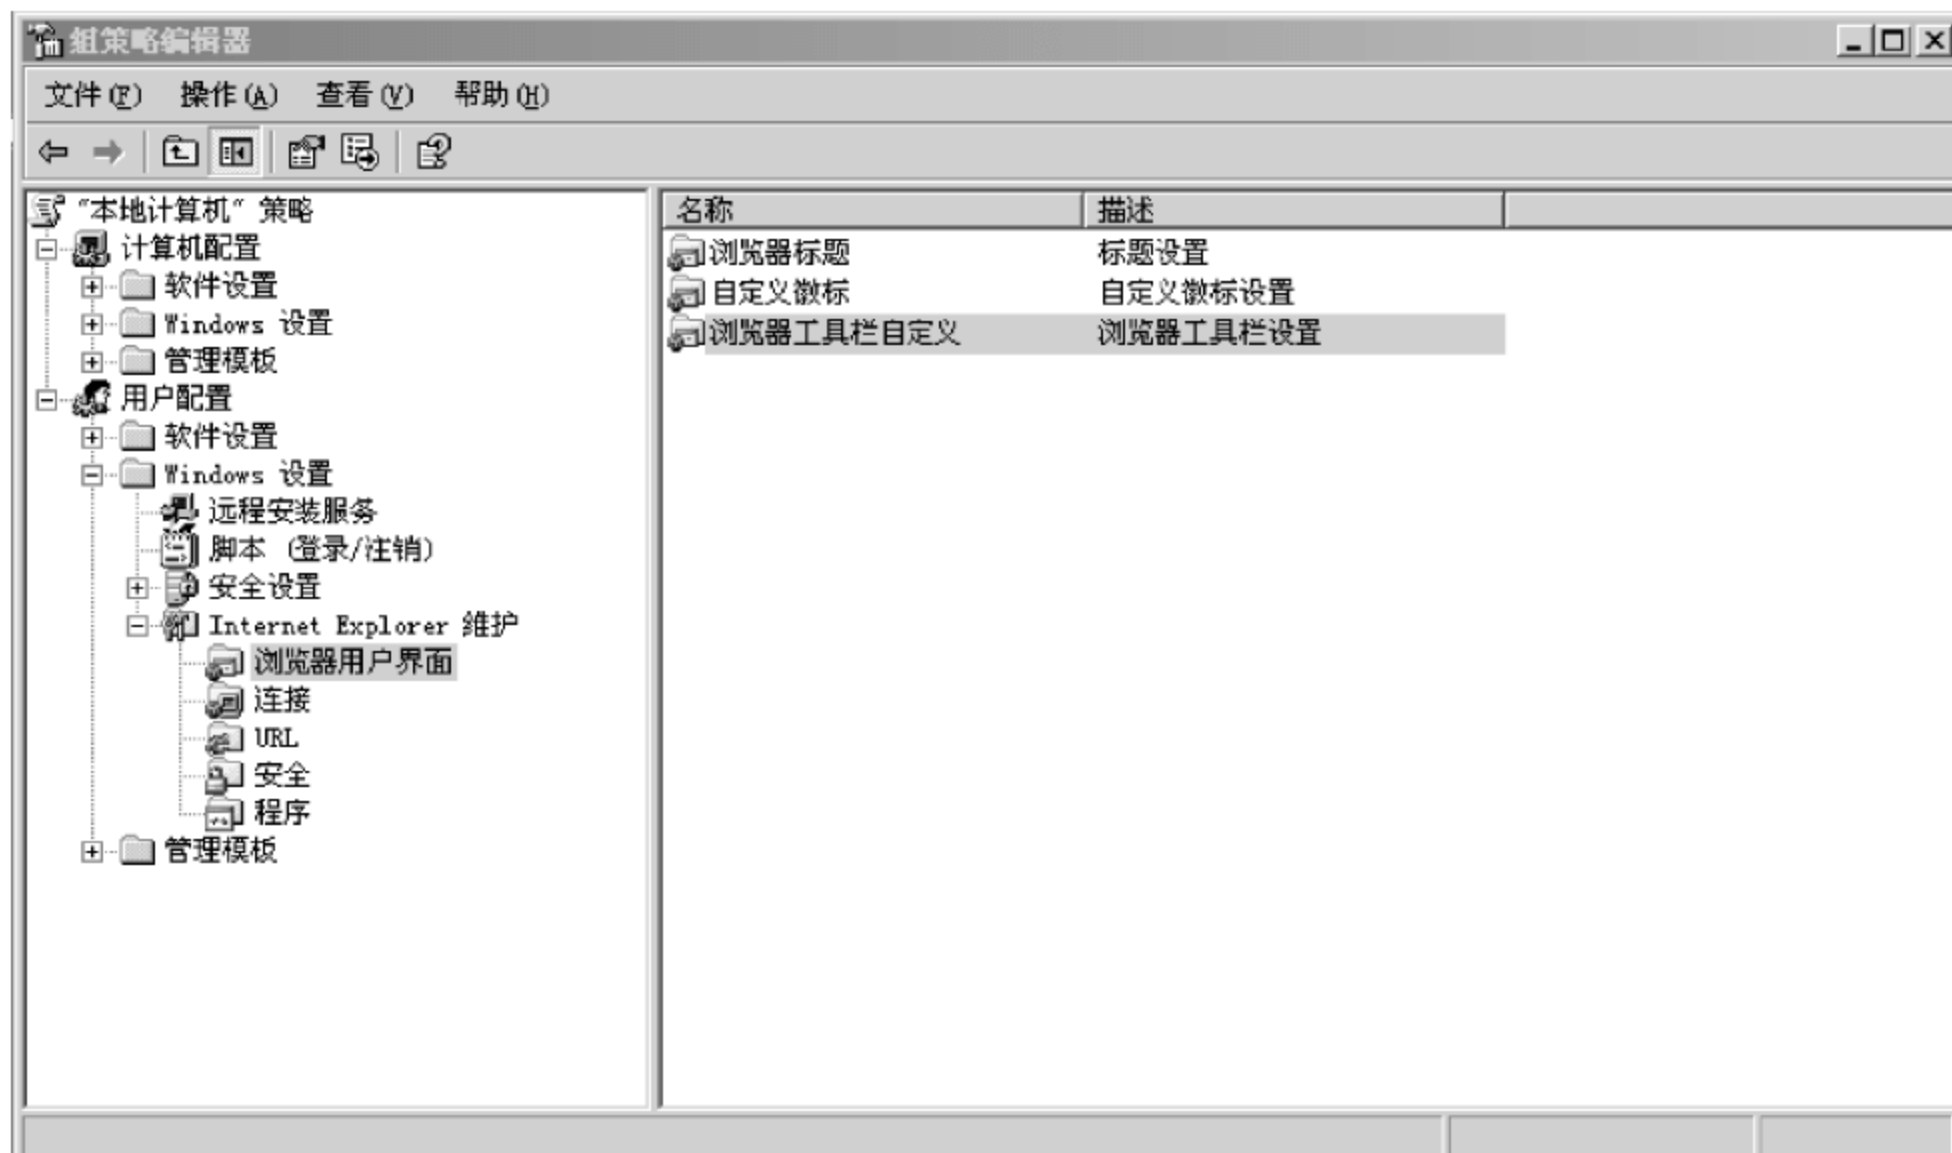 组策略编辑器
文件(F) 操作(A) 查看(V) 帮助(H)
"本地计算机" 策略
计算机配置
软件设置
Windows 设置
管理模板
用户配置
软件设置
Windows 设置
远程安装服务
脚本 (登录/注销)
安全设置
Internet Explorer 维护
浏览器用户界面
连接
URL
安全
程序
管理模板
名称 描述
浏览器标题 标题设置
自定义徽标 自定义徽标设置
浏览器工具栏自定义 浏览器工具栏设置